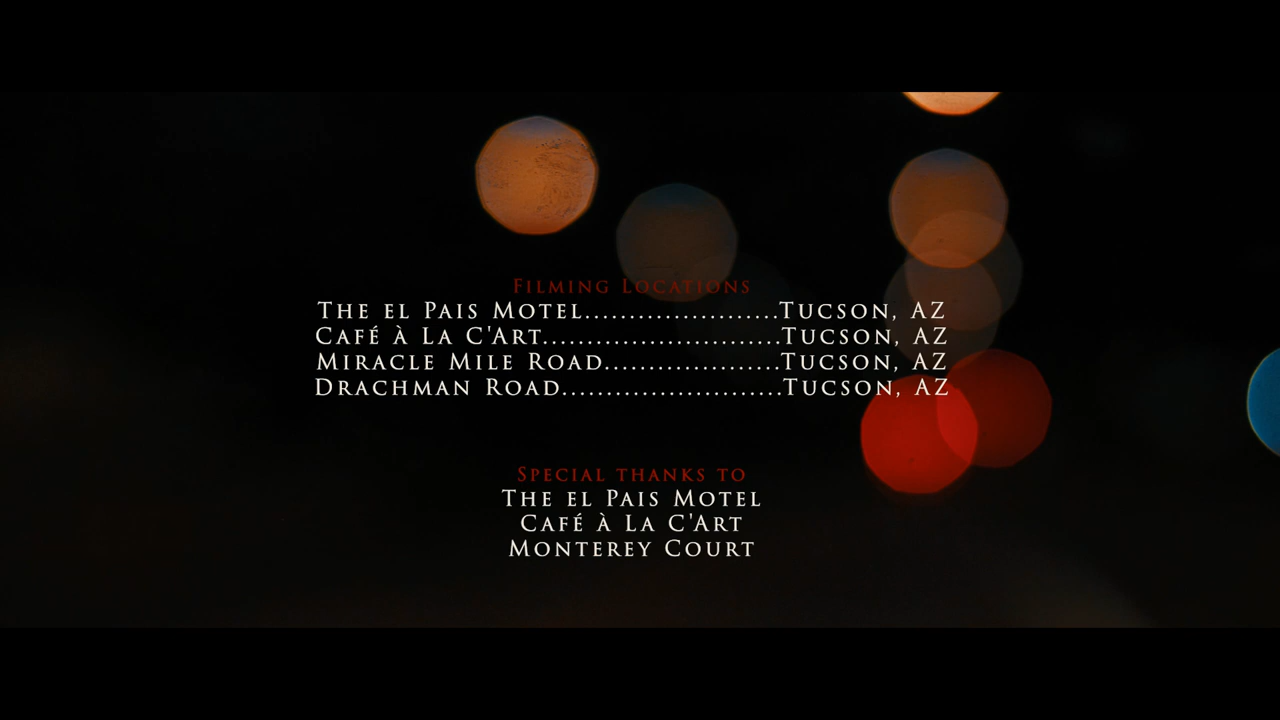 Filming Locations
The el Pais Motel......................Tucson, AZ
Café à La C'Art...........................Tucson, AZ
Miracle Mile Road....................Tucson, AZ
Drachman Road.........................Tucson, AZ
Special thanks to
The el Pais Motel
Café à La C'Art
Monterey Court